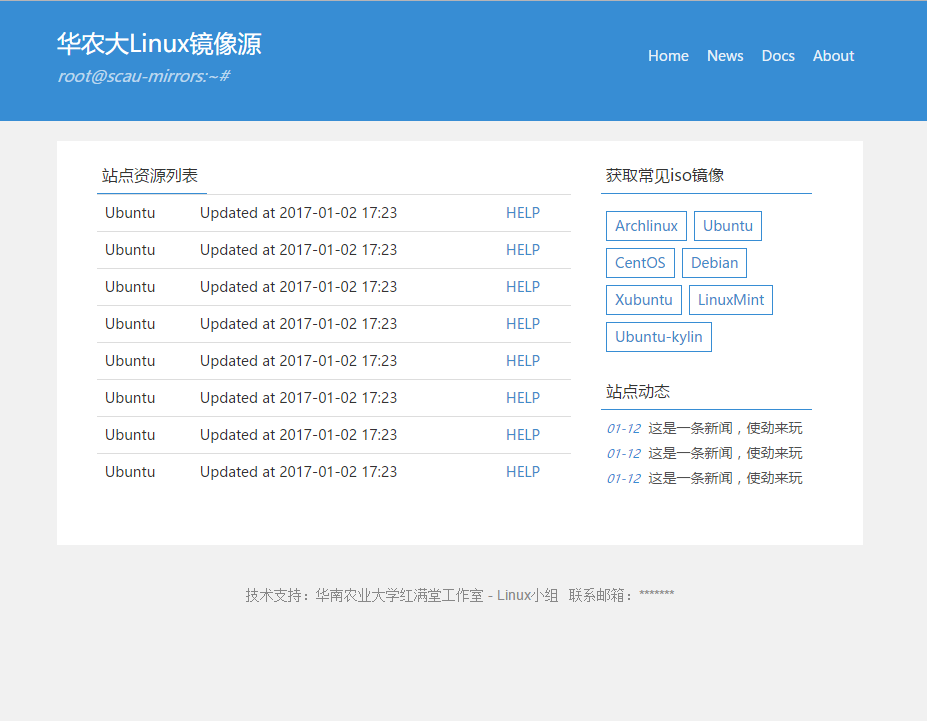 华农大Linux镜像源
root@scau-mirrors:~#
Home News Docs About
站点资源列表
Ubuntu Updated at 2017-01-02 17:23 HELP
Ubuntu Updated at 2017-01-02 17:23 HELP
Ubuntu Updated at 2017-01-02 17:23 HELP
Ubuntu Updated at 2017-01-02 17:23 HELP
Ubuntu Updated at 2017-01-02 17:23 HELP
Ubuntu Updated at 2017-01-02 17:23 HELP
Ubuntu Updated at 2017-01-02 17:23 HELP
Ubuntu Updated at 2017-01-02 17:23 HELP
获取常见iso镜像
Archlinux Ubuntu
CentOS Debian
Xubuntu LinuxMint
Ubuntu-kylin
站点动态
01-12 这是一条新闻，使劲来玩
01-12 这是一条新闻，使劲来玩
01-12 这是一条新闻，使劲来玩
技术支持：华南农业大学红满堂工作室 - Linux小组 联系邮箱：*******